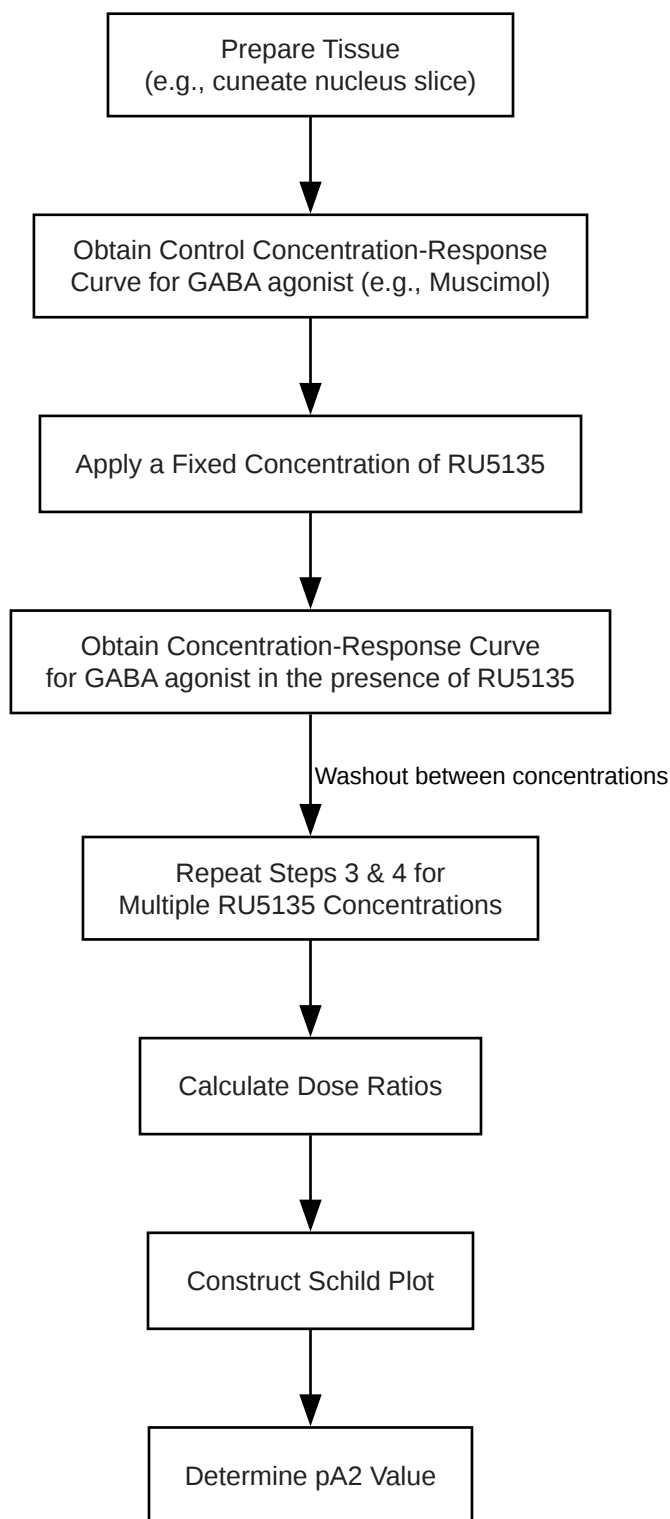 Prepare Tissue
(e.g., cuneate nucleus slice)
Obtain Control Concentration-Response
Curve for GABA agonist (e.g., Muscimol)
Apply a Fixed Concentration of RU5135
Obtain Concentration-Response Curve
for GABA agonist in the presence of RU5135
Washout between concentrations
Repeat Steps 3 & 4 for
Multiple RU5135 Concentrations
Calculate Dose Ratios
Construct Schild Plot
Determine pA2 Value